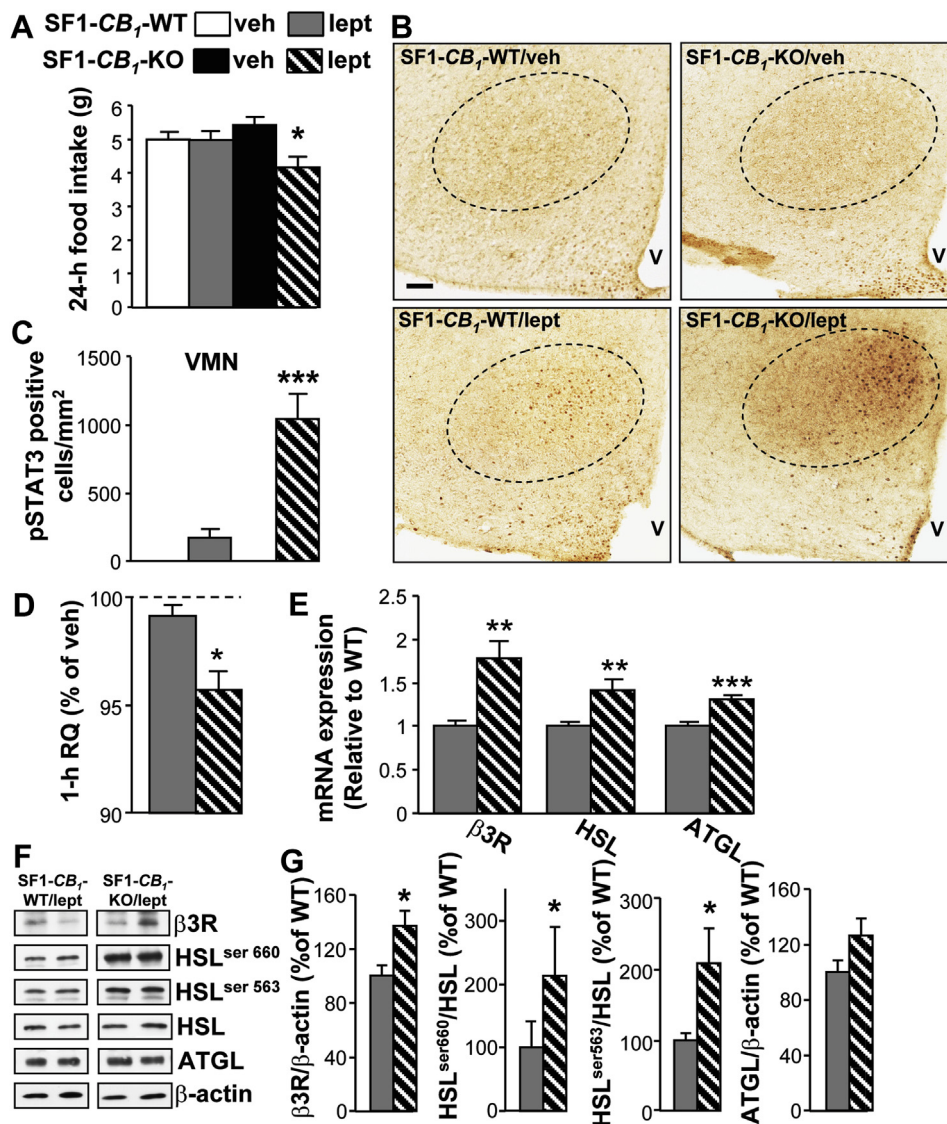 A SF1-CB₁-WT veh lept
SF1-CB₁-KO veh lept
24-h food intake (g)
6
5
4
3
2
1
0
*
B
SF1-CB₁-WT/veh
V
SF1-CB₁-KO/veh
V
SF1-CB₁-WT/lept
V
SF1-CB₁-KO/lept
V
C
VMN
pSTAT3 positive
cells/mm²
1500
1000
500
0
***
D
1-h RQ (% of veh)
100
95
90
*
E
mRNA expression
(Relative to WT)
2.5
2
1.5
1
0.5
0
**
**
***
β3R
HSL
ATGL
F
SF1-CB₁-
WT/lept
SF1-CB₁-
KO/lept
β3R
HSLser 660
HSLser 563
HSL
ATGL
β-actin
G
β3R/β-actin (%of WT)
160
120
80
40
0
*
HSLser660/HSL (%of WT)
300
200
100
0
*
HSLser563/HSL (%of WT)
300
200
100
0
*
ATGL/β-actin (%of WT)
160
120
80
40
0